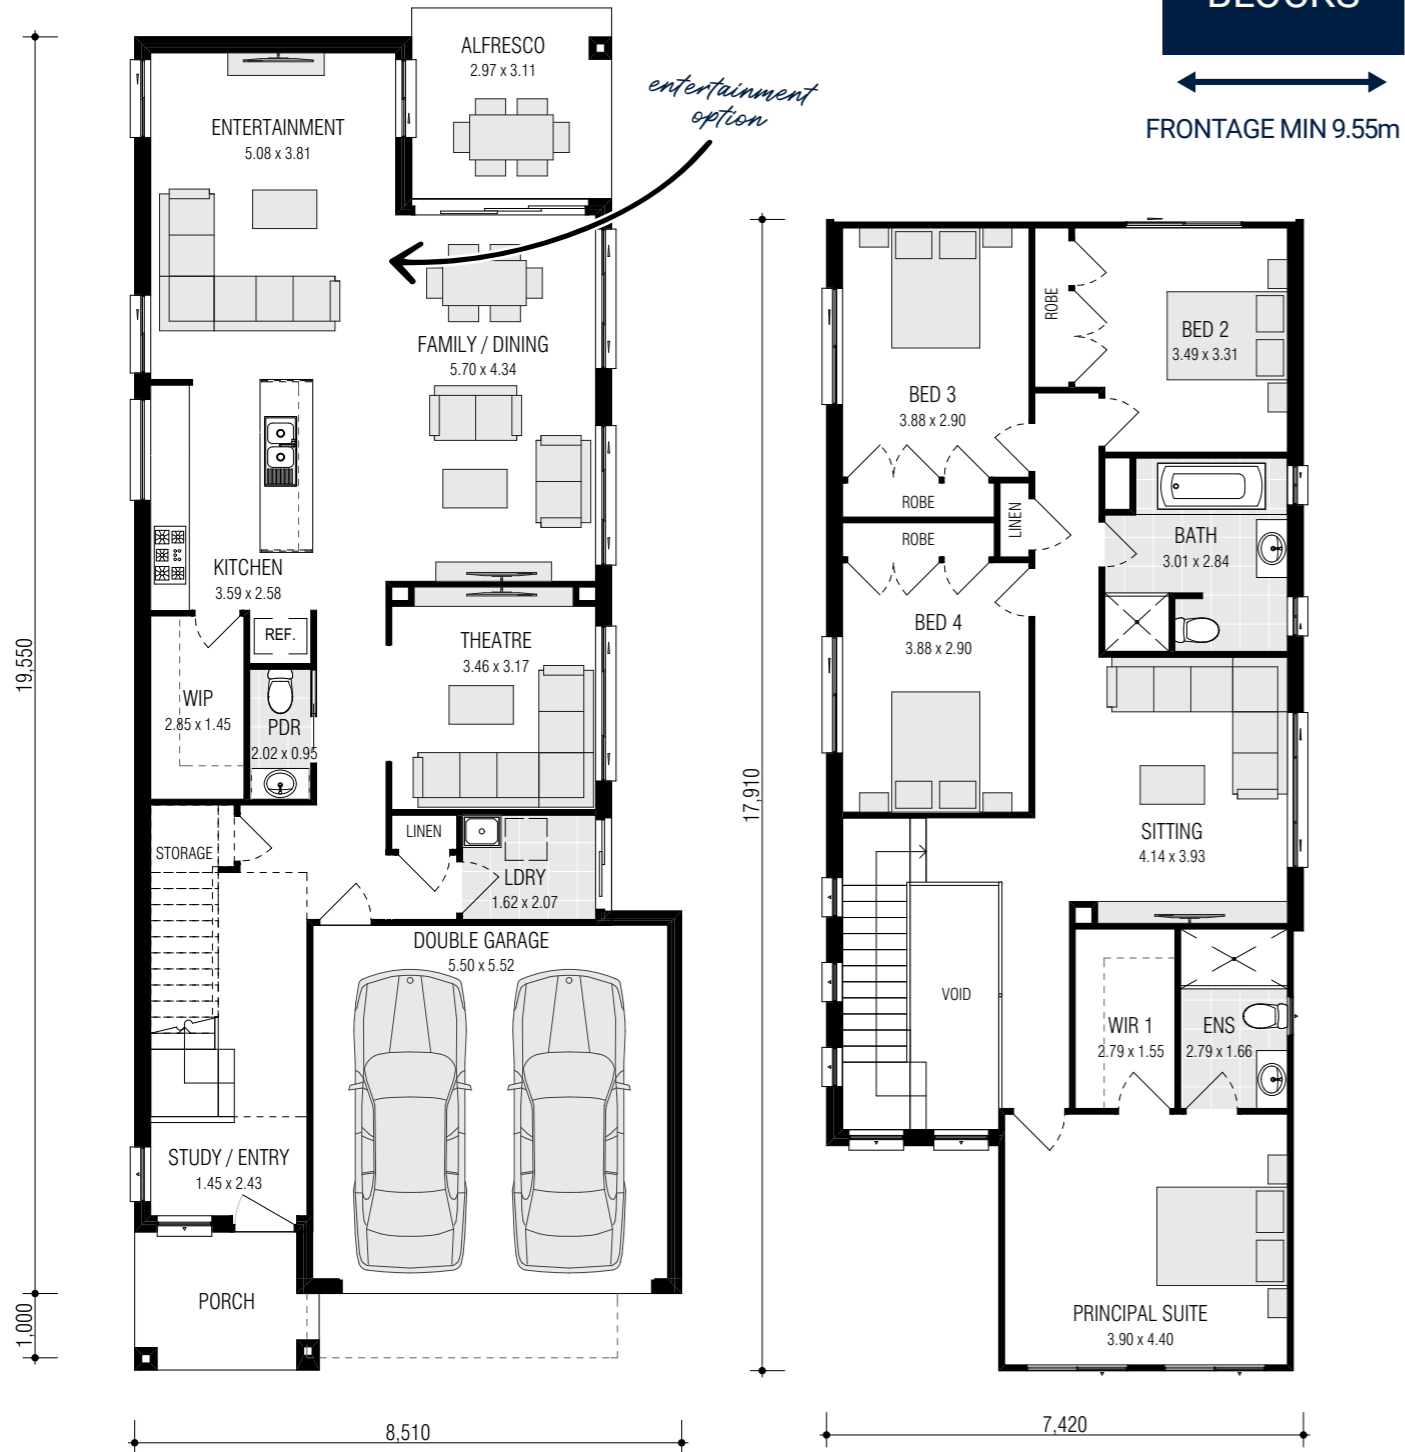 BLOCKS
FRONTAGE MIN 9.55m
entertainment
option
ALFRESCO
2.97 x 3.11
ENTERTAINMENT
5.08 x 3.81
FAMILY / DINING
5.70 x 4.34
KITCHEN
3.59 x 2.58
REF.
THEATRE
3.46 x 3.17
WIP
2.85 x 1.45
PDR
2.02 x 0.95
STORAGE
LINEN
LDRY
1.62 x 2.07
DOUBLE GARAGE
5.50 x 5.52
STUDY / ENTRY
1.45 x 2.43
PORCH
19,550
1,000
8,510
ROBE
BED 2
3.49 x 3.31
BED 3
3.88 x 2.90
ROBE
LINEN
ROBE
BATH
3.01 x 2.84
BED 4
3.88 x 2.90
SITTING
4.14 x 3.93
VOID
WIR 1
2.79 x 1.55
ENS
2.79 x 1.66
PRINCIPAL SUITE
3.90 x 4.40
17,910
7,420